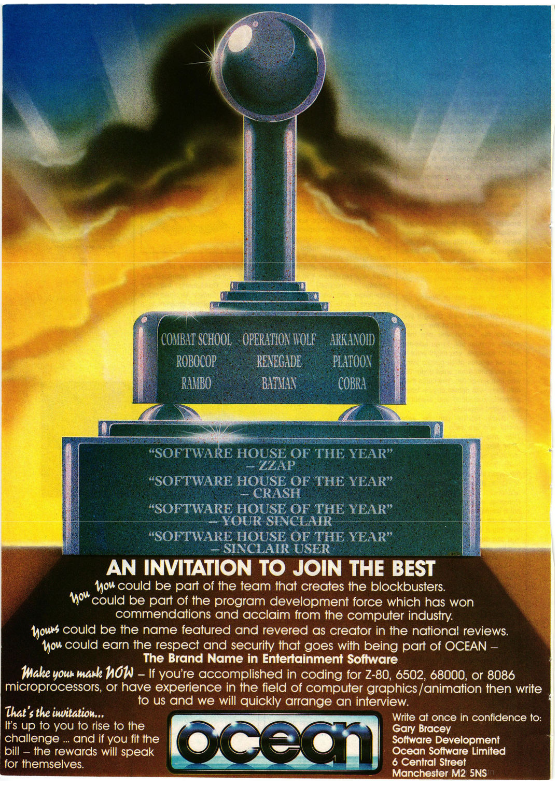 COMBAT SCHOOL OPERATION WOLF ARKANOID
ROBOCOP RENEGADE PLATOON
RAMBO BATMAN COBRA
"SOFTWARE HOUSE OF THE YEAR"
– ZZAP
"SOFTWARE HOUSE OF THE YEAR"
– CRASH
"SOFTWARE HOUSE OF THE YEAR"
– YOUR SINCLAIR
"SOFTWARE HOUSE OF THE YEAR"
– SINCLAIR USER
AN INVITATION TO JOIN THE BEST
You could be part of the team that creates the blockbusters.
You could be part of the program development force which has won
commendations and acclaim from the computer industry.
Yours could be the name featured and revered as creator in the national reviews.
You could earn the respect and security that goes with being part of OCEAN –
The Brand Name in Entertainment Software
Make your mark NOW – If you're accomplished in coding for Z-80, 6502, 68000, or 8086
microprocessors, or have experience in the field of computer graphics/animation then write
to us and we will quickly arrange an interview.
That's the invitation...
It's up to you to rise to the
challenge ... and if you fit the
bill – the rewards will speak
for themselves.
ocean
Write at once in confidence to:
Gary Bracey
Software Development
Ocean Software Limited
6 Central Street
Manchester M2 5NS